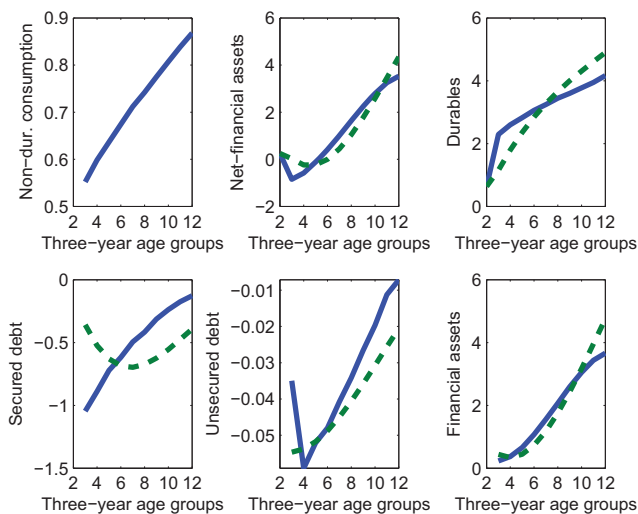 Non-dur. consumption
0.9
0.8
0.7
0.6
0.5
2 4 6 8 10 12
Three-year age groups
Net-financial assets
6
4
2
0
−2
2 4 6 8 10 12
Three-year age groups
Durables
6
4
2
0
2 4 6 8 10 12
Three-year age groups
Secured debt
0
−0.5
−1
−1.5
2 4 6 8 10 12
Three-year age groups
Unsecured debt
−0.01
−0.02
−0.03
−0.04
−0.05
2 4 6 8 10 12
Three-year age groups
Financial assets
6
4
2
0
2 4 6 8 10 12
Three-year age groups